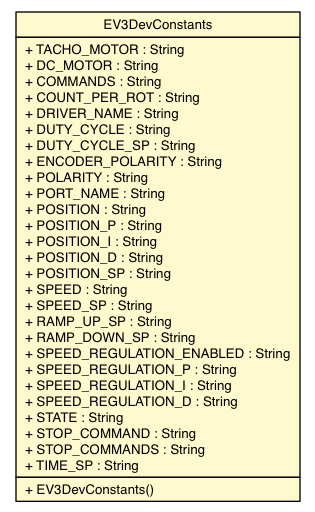 EV3DevConstants
+ TACHO_MOTOR : String
+ DC_MOTOR : String
+ COMMANDS : String
+ COUNT_PER_ROT : String
+ DRIVER_NAME : String
+ DUTY_CYCLE : String
+ DUTY_CYCLE_SP : String
+ ENCODER_POLARITY : String
+ POLARITY : String
+ PORT_NAME : String
+ POSITION : String
+ POSITION_P : String
+ POSITION_I : String
+ POSITION_D : String
+ POSITION_SP : String
+ SPEED : String
+ SPEED_SP : String
+ RAMP_UP_SP : String
+ RAMP_DOWN_SP : String
+ SPEED_REGULATION_ENABLED : String
+ SPEED_REGULATION_P : String
+ SPEED_REGULATION_I : String
+ SPEED_REGULATION_D : String
+ STATE : String
+ STOP_COMMAND : String
+ STOP_COMMANDS : String
+ TIME_SP : String
+ EV3DevConstants()